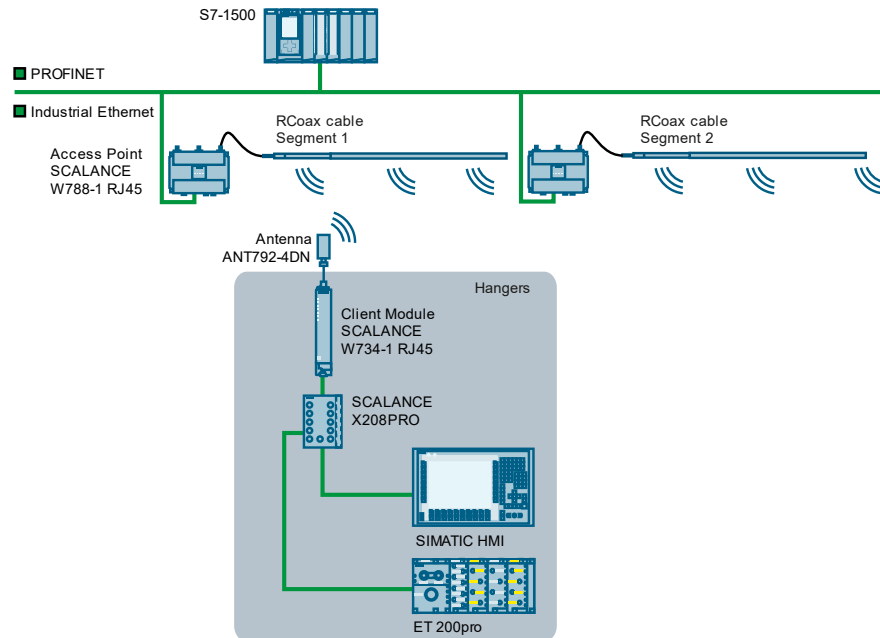 S7-1500
PROFINET
Industrial Ethernet
RCoax cable
Segment 1
RCoax cable
Segment 2
Access Point
SCALANCE
W788-1 RJ45
Antenna
ANT792-4DN
Hangers
Client Module
SCALANCE
W734-1 RJ45
SCALANCE
X208PRO
SIMATIC HMI
ET 200pro